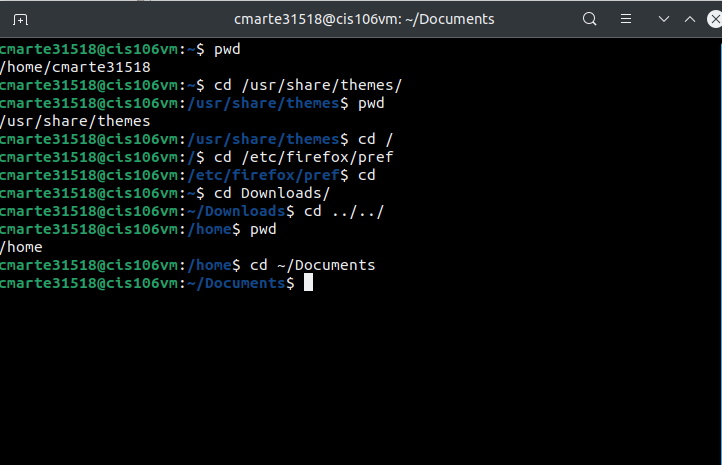 cmarte31518@cis106vm: ~/Documents
cmarte31518@cis106vm:~$ pwd
/home/cmarte31518
cmarte31518@cis106vm:~$ cd /usr/share/themes/
cmarte31518@cis106vm:/usr/share/themes$ pwd
/usr/share/themes
cmarte31518@cis106vm:/usr/share/themes$ cd /
cmarte31518@cis106vm:/$ cd /etc/firefox/pref
cmarte31518@cis106vm:/etc/firefox/pref$ cd
cmarte31518@cis106vm:~$ cd Downloads/
cmarte31518@cis106vm:~/Downloads$ cd ../../
cmarte31518@cis106vm:/home$ pwd
/home
cmarte31518@cis106vm:/home$ cd ~/Documents
cmarte31518@cis106vm:~/Documents$